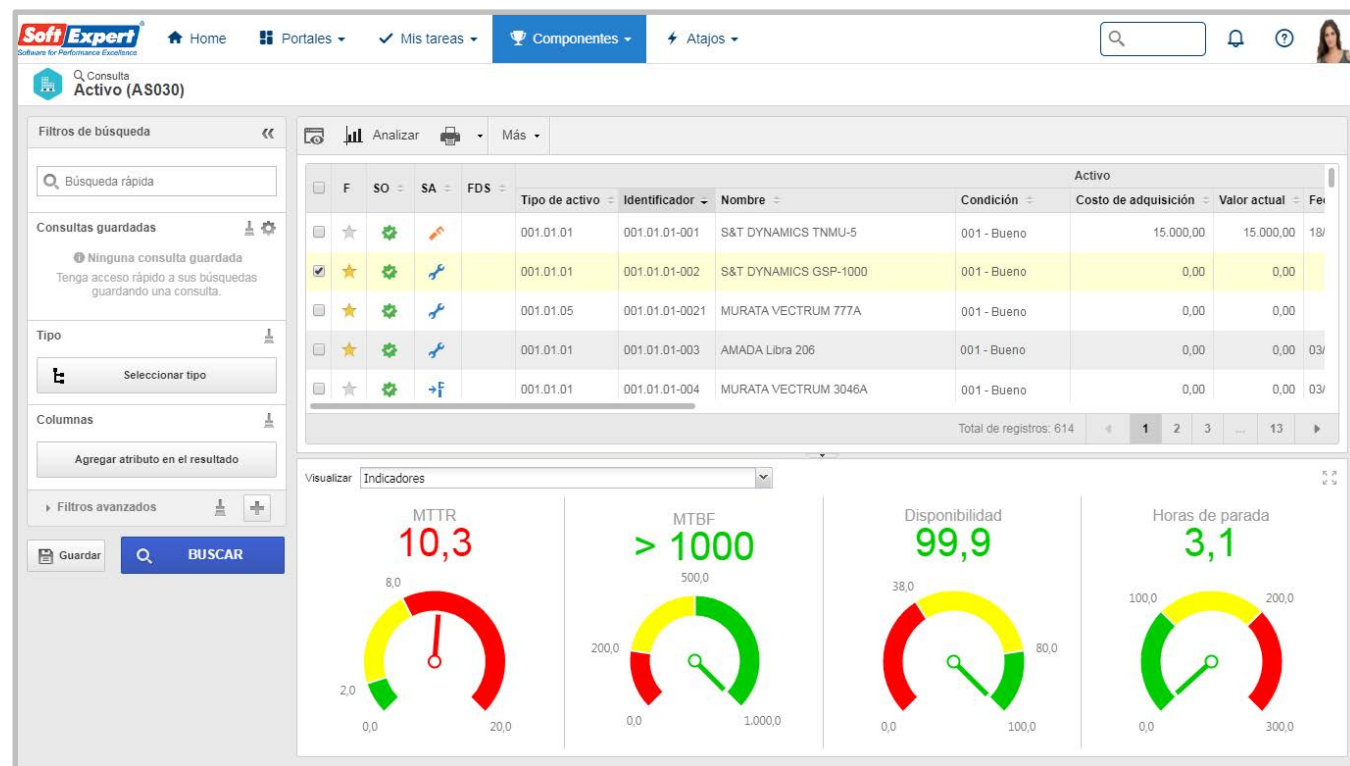 SoftExpert
Software for Performance Excellence
Home
Portales
Mis tareas
Componentes
Atajos
Consulta
Activo (AS030)
Filtros de búsqueda
Búsqueda rápida
Consultas guardadas
Ninguna consulta guardada
Tenga acceso rápido a sus búsquedas
guardando una consulta.
Tipo
Seleccionar tipo
Columnas
Agregar atributo en el resultado
Filtros avanzados
Guardar
BUSCAR
Analizar
Más
Activo
F SO SA FDS Tipo de activo Identificador Nombre Condición Costo de adquisición Valor actual Fec
001.01.01 001.01.01-001 S&T DYNAMICS TNMU-5 001 - Bueno 15.000,00 15.000,00 18/
001.01.01 001.01.01-002 S&T DYNAMICS GSP-1000 001 - Bueno 0,00 0,00
001.01.05 001.01.01-0021 MURATA VECTRUM 777A 001 - Bueno 0,00 0,00
001.01.01 001.01.01-003 AMADA Libra 206 001 - Bueno 0,00 0,00 03/
001.01.01 001.01.01-004 MURATA VECTRUM 3046A 001 - Bueno 0,00 0,00 03/
Total de registros: 614 1 2 3 ... 13
Visualizar Indicadores
MTTR
10,3
8,0
2,0
0,0 20,0
MTBF
> 1000
500,0
200,0
0,0 1.000,0
Disponibilidad
99,9
38,0
80,0
0,0 100,0
Horas de parada
3,1
100,0 200,0
0,0 300,0